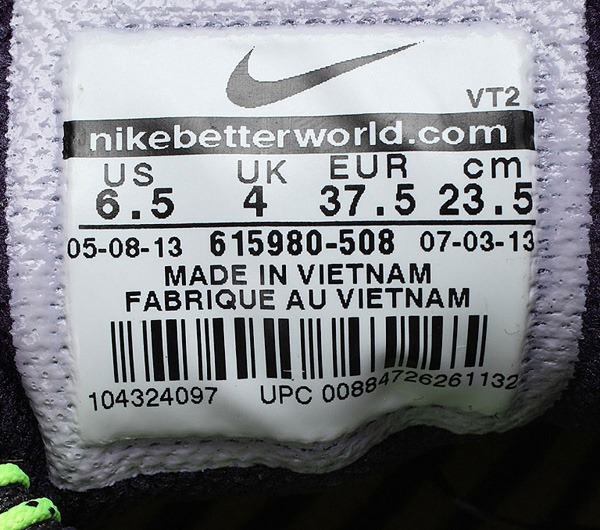 VT2
nikebetterworld.com
US UK EUR cm
6.5 4 37.5 23.5
05-08-13 615980-508 07-03-13
MADE IN VIETNAM
FABRIQUE AU VIETNAM
104324097 UPC 00884726261132